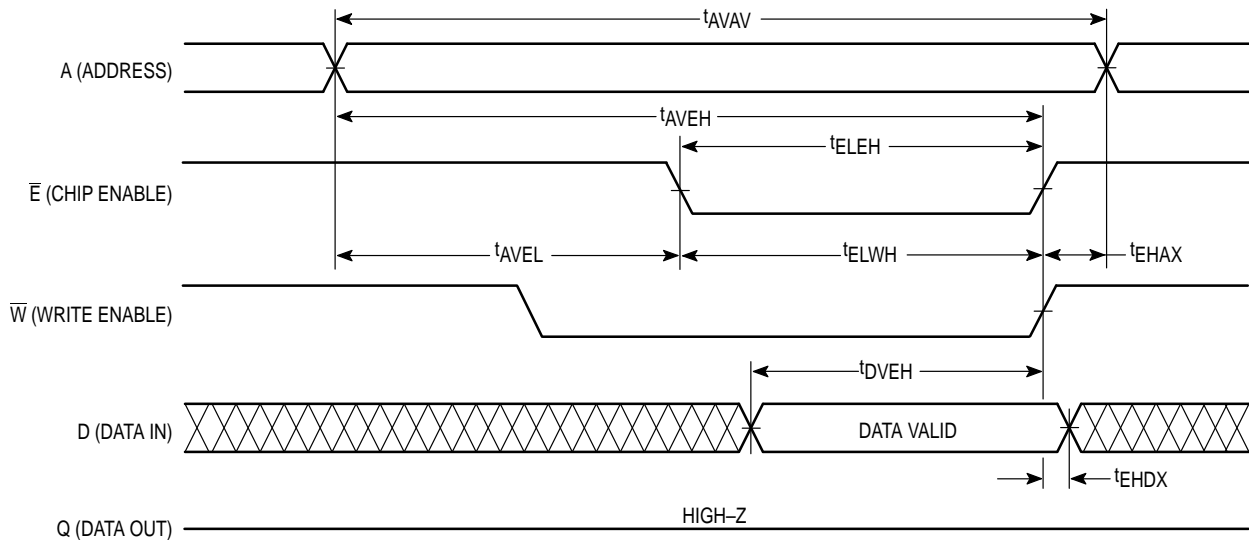 tAVAV
A (ADDRESS)
tAVEH
tELEH
E̅ (CHIP ENABLE)
tAVEL
tELWH
tEHAX
W̅ (WRITE ENABLE)
tDVEH
D (DATA IN)
DATA VALID
tEHDX
HIGH–Z
Q (DATA OUT)